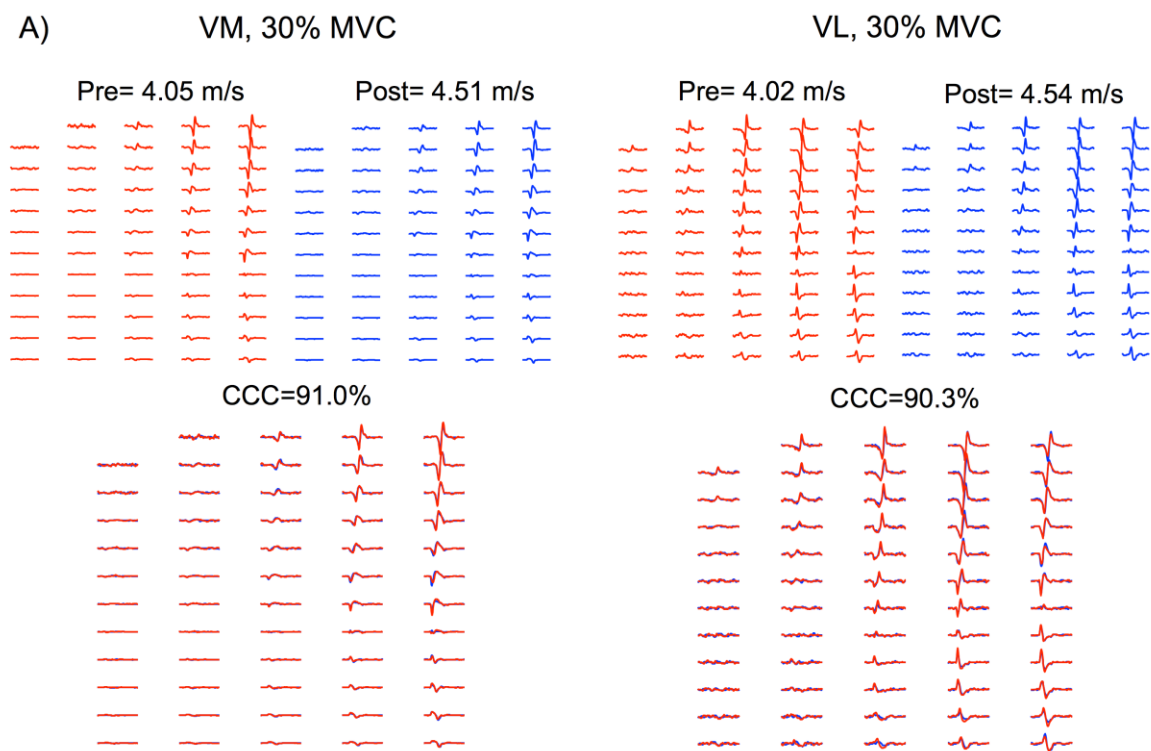 A)
VM, 30% MVC
VL, 30% MVC
Pre= 4.05 m/s
Post= 4.51 m/s
Pre= 4.02 m/s
Post= 4.54 m/s
CCC=91.0%
CCC=90.3%